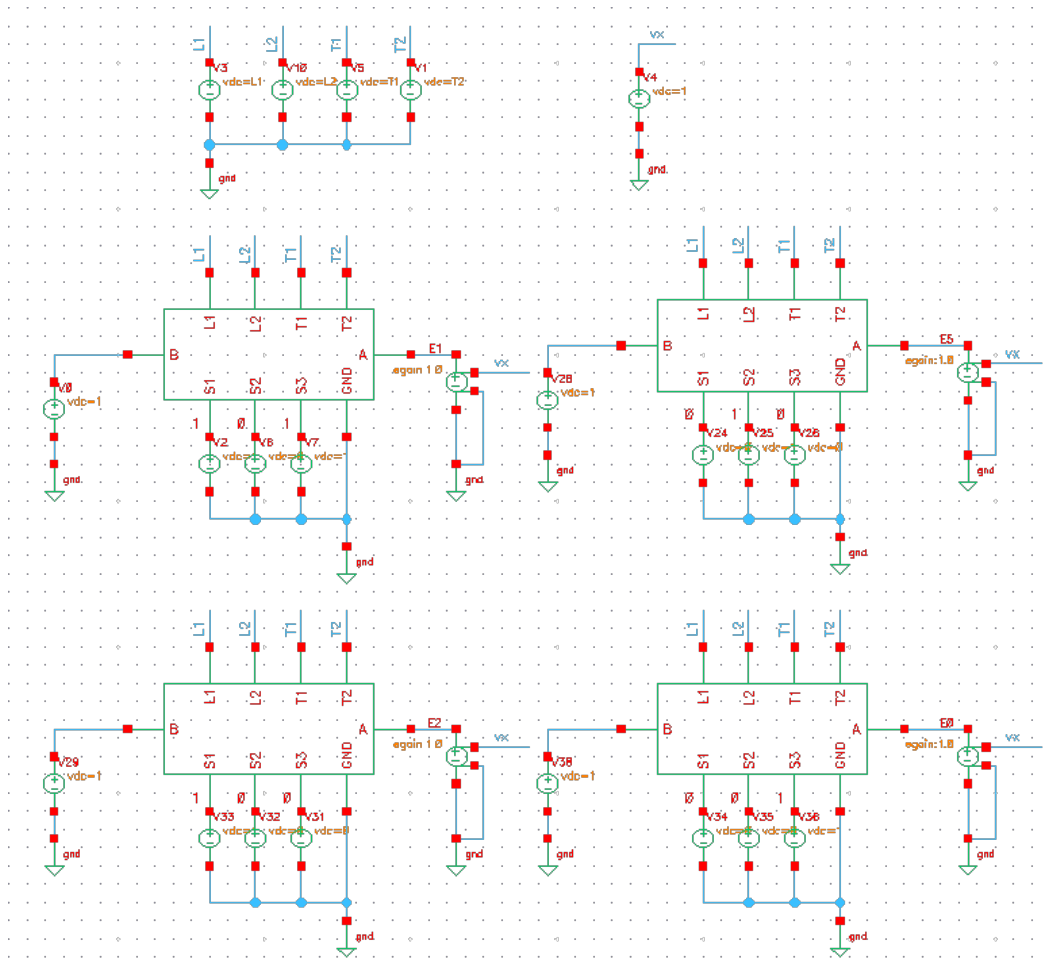 L1 L2 T1 T2
V3 V10 V5 V1
vdc=L1 vdc=L2 vdc=T1 vdc=T2
gnd
vx
V4
vdc=1
gnd
L1 L2 T1 T2
L1 L2 T1 T2
B A
S1 S2 S3 GND
E1
egain 1 0
vx
V0
vdc=1
gnd
1 0 1
V2 V6 V7
gnd
gnd
L1 L2 T1 T2
L1 L2 T1 T2
B A
S1 S2 S3 GND
E5
egain:1.0
vx
V28
vdc=1
gnd
0 1 0
V24 V25 V26
gnd
gnd
L1 L2 T1 T2
L1 L2 T1 T2
B A
S1 S2 S3 GND
E2
egain 1 0
vx
V29
vdc=1
gnd
1 0 0
V33 V32 V31
gnd
gnd
L1 L2 T1 T2
L1 L2 T1 T2
B A
S1 S2 S3 GND
E0
egain:1.0
vx
vdc=1
gnd
0 0 1
V34 V35 V36
gnd
gnd